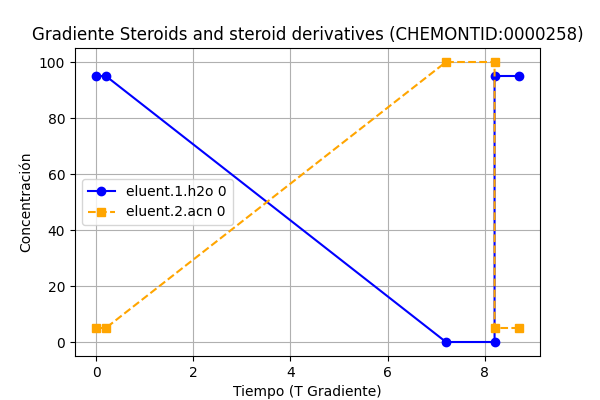 Gradiente Steroids and steroid derivatives (CHEMONTID:0000258)
100
80
60
40
20
0
Concentración
eluent.1.h2o 0
eluent.2.acn 0
0 2 4 6 8
Tiempo (T Gradiente)